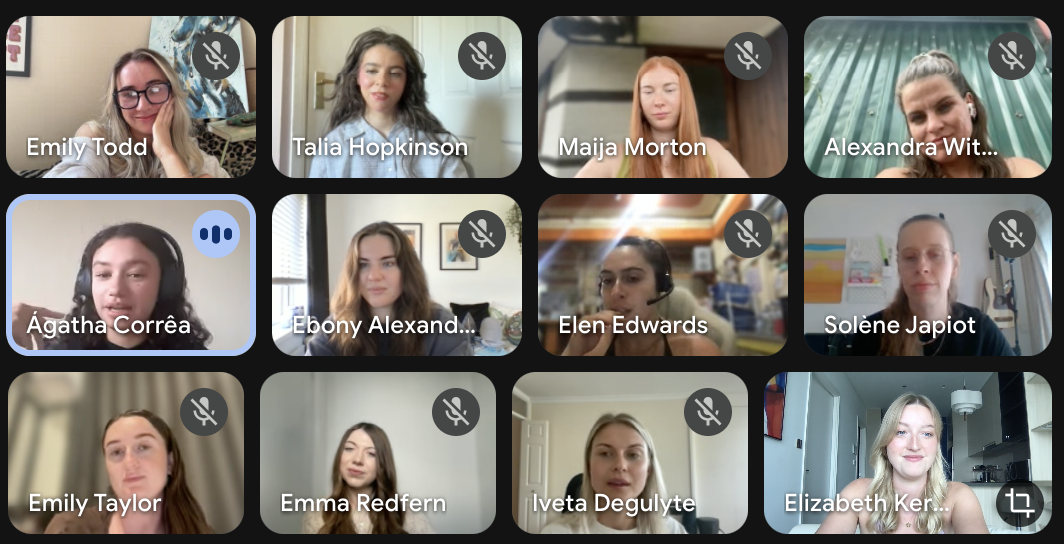 Emily Todd
Talia Hopkinson
Maija Morton
Alexandra Wit...
Ágatha Corrêa
Ebony Alexand...
Elen Edwards
Solène Japiot
Emily Taylor
Emma Redfern
Iveta Degulyte
Elizabeth Ker...